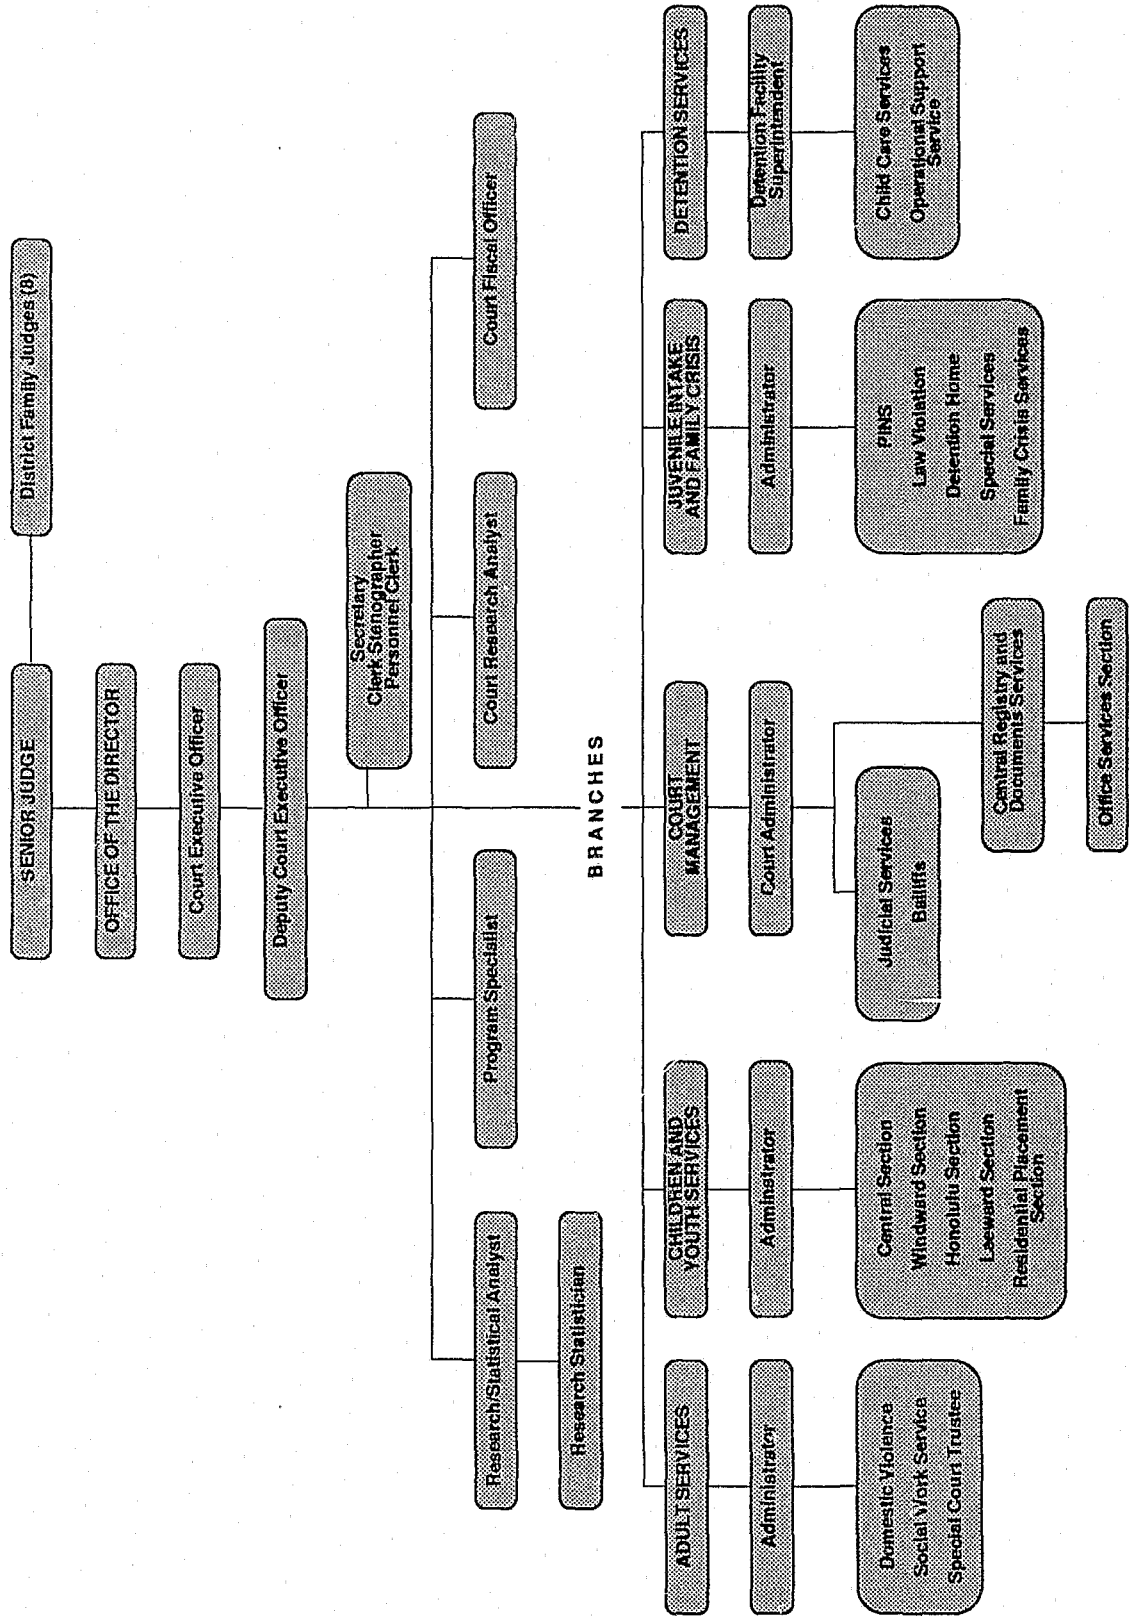 SENIOR JUDGE
District Family Judges (8)
OFFICE OF THE DIRECTOR
Court Executive Officer
Deputy Court Executive Officer
Secretary
Clerk Stenographer
Personnel Clerk
Research/Statistical Analyst
Program Specialist
Court Research Analyst
Court Fiscal Officer
Research Statistician
BRANCHES
ADULT SERVICES
Administrator
Domestic Violence
Social Work Service
Special Court Trustee
CHILDREN AND
YOUTH SERVICES
Adminstrator
Central Section
Windward Section
Honolulu Section
Leeward Section
Residential Placement
Section
COURT
MANAGEMENT
Court Administrator
Judicial Services
Bailiffs
Central Registry and
Documents Services
Office Services Section
JUVENILE INTAKE
AND FAMILY CRISIS
Administrator
PINS
Law Violation
Detention Home
Special Services
Family Crisis Services
DETENTION SERVICES
Detention Facility
Superintendent
Child Care Services
Operational Support
Service